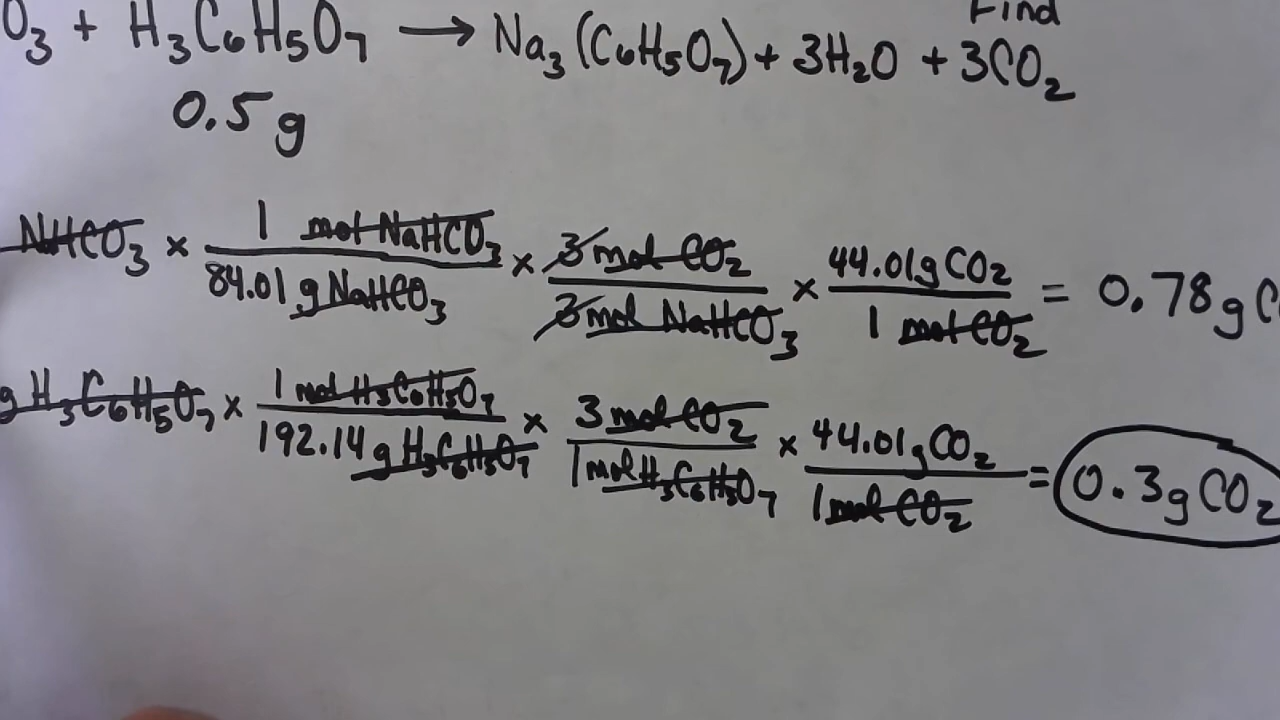 Find
O3 + H3C6H5O7 → Na3(C6H5O7) + 3H2O + 3CO2
0.5g
NHCO3 × 1 mol NaHCO3 / 84.01 g NaHCO3 × 3 mol CO2 / 3 mol NaHCO3 × 44.01g CO2 / 1 mol CO2 = 0.78g C
g H3C6H5O7 × 1 mol H3C6H5O7 / 192.14 g H3C6H5O7 × 3 mol CO2 / 1 mol H3C6H5O7 × 44.01g CO2 / 1 mol CO2 = 0.3g CO2